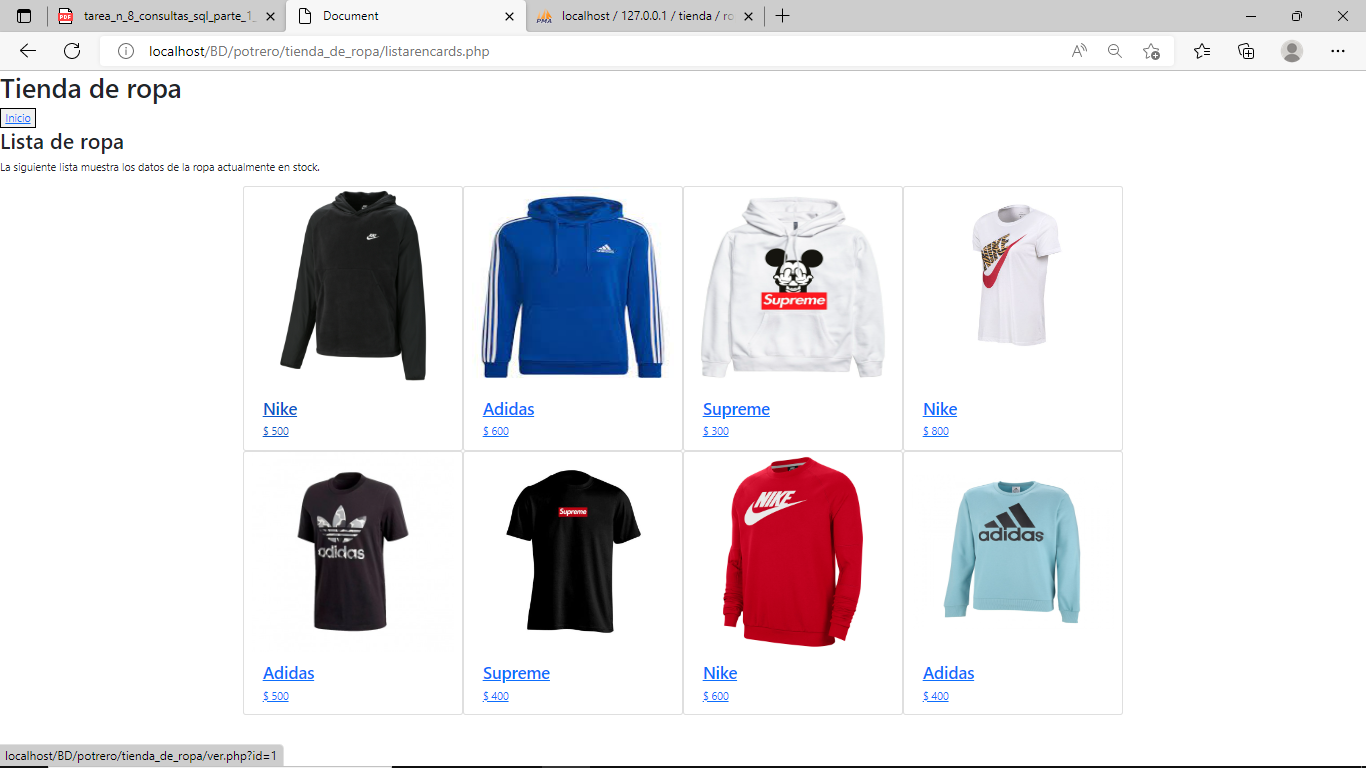 tarea_n_8_consultas_sql_parte_1_
Document
localhost / 127.0.0.1 / tienda / ro
localhost/BD/potrero/tienda_de_ropa/listarencards.php
Tienda de ropa
Inicio
Lista de ropa
La siguiente lista muestra los datos de la ropa actualmente en stock.
Supreme
NIKE
Nike
$ 500
Adidas
$ 600
Supreme
$ 300
Nike
$ 800
adidas
Supreme
NIKE
adidas
Adidas
$ 500
Supreme
$ 400
Nike
$ 600
Adidas
$ 400
localhost/BD/potrero/tienda_de_ropa/ver.php?id=1